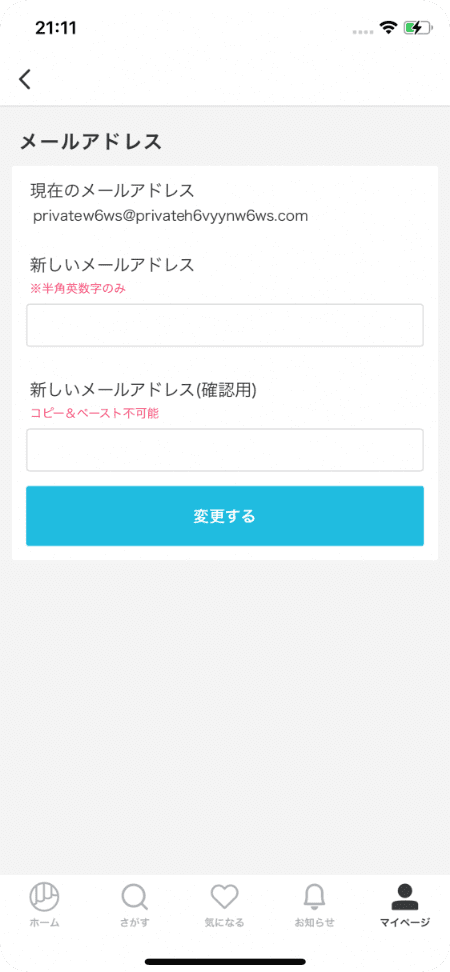 21:11
メールアドレス
現在のメールアドレス
privatew6ws@privateh6vyynw6ws.com
新しいメールアドレス
※半角英数字のみ
新しいメールアドレス(確認用)
コピー＆ペースト不可能
変更する
ホーム
さがす
気になる
お知らせ
マイページ